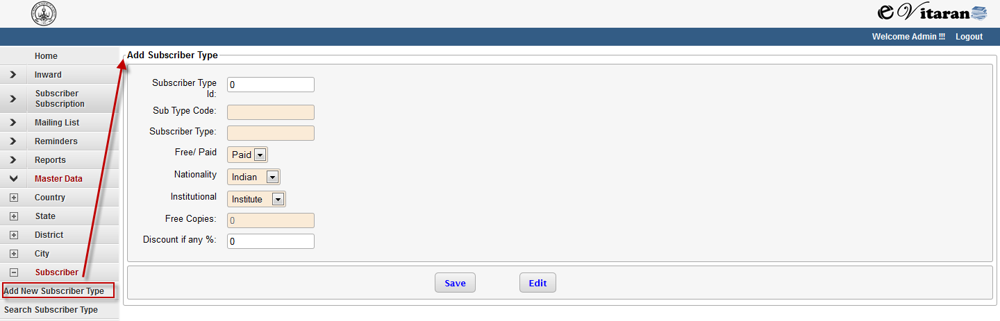 e Vitaran
Welcome Admin !!!
Logout
Home
Inward
Subscriber
Subscription
Mailing List
Reminders
Reports
Master Data
Country
State
District
City
Subscriber
Add New Subscriber Type
Search Subscriber Type
Add Subscriber Type
Subscriber Type
Id:
0
Sub Type Code:
Subscriber Type:
Free/ Paid
Paid
Nationality
Indian
Institutional
Institute
Free Copies:
0
Discount if any %:
0
Save
Edit